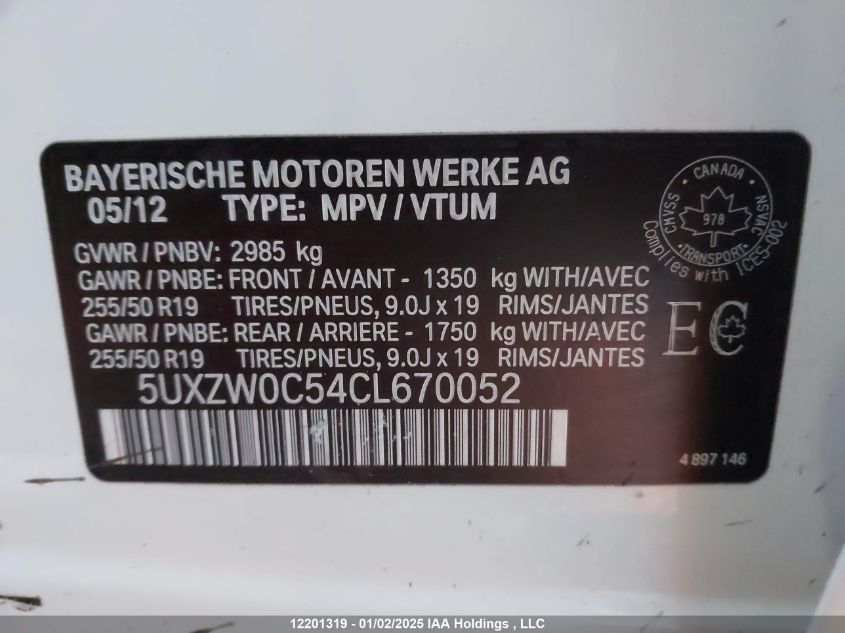 BAYERISCHE MOTOREN WERKE AG
05/12 TYPE: MPV / VTUM
GVWR / PNBV: 2985 kg
GAWR / PNBE: FRONT / AVANT - 1350 kg WITH/AVEC
255/50 R19 TIRES/PNEUS, 9.0J x 19 RIMS/JANTES
GAWR / PNBE: REAR / ARRIERE - 1750 kg WITH/AVEC
255/50 R19 TIRES/PNEUS, 9.0J x 19 RIMS/JANTES
5UXZW0C54CL670052
4 897 146
CMVSS · CANADA · NSVAC
978
· TRANSPORT ·
Complies with ICES-002
EC
12201319 - 01/02/2025 IAA Holdings , LLC